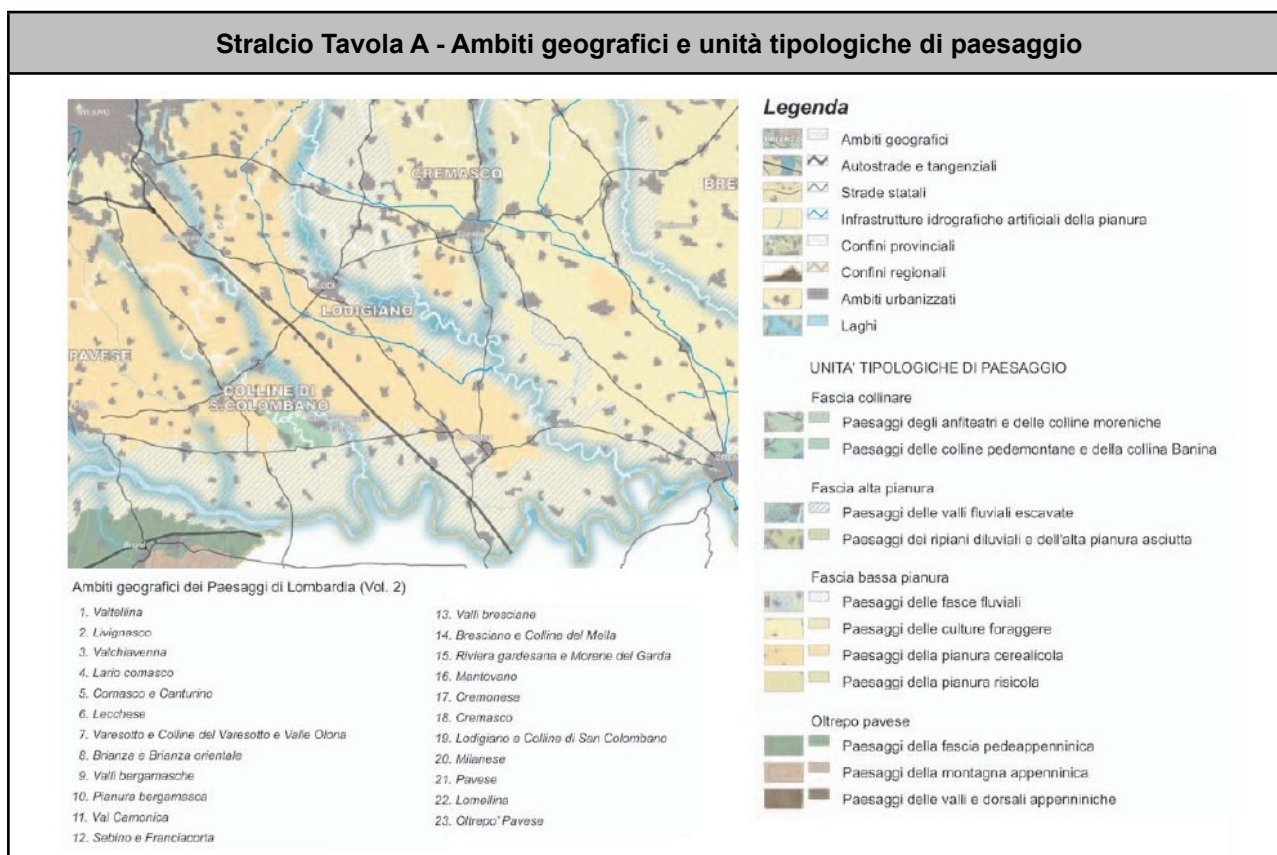 Stralcio Tavola A - Ambiti geografici e unità tipologiche di paesaggio
MILANO
CREMASCO
BRE
LODI
LODIGIANO
PAVESE
COLLINE DI
S.COLOMBANO
Ambiti geografici dei Paesaggi di Lombardia (Vol. 2)
1. Valtellina
2. Livignasco
3. Valchiavenna
4. Lario comasco
5. Comasco e Canturino
6. Lecchese
7. Varesotto e Colline del Varesotto e Valle Olona
8. Brianza e Brianza orientale
9. Valli bergamasche
10. Pianura bergamasca
11. Val Camonica
12. Sebino e Franciacorta
13. Valli bresciane
14. Bresciano e Colline del Mella
15. Riviera gardesana e Morene del Garda
16. Mantovano
17. Cremonese
18. Cremasco
19. Lodigiano e Colline di San Colombano
20. Milanese
21. Pavese
22. Lomellina
23. Oltrepo' Pavese
Legenda
Ambiti geografici
Autostrade e tangenziali
Strade statali
Infrastrutture idrografiche artificiali della pianura
Confini provinciali
Confini regionali
Ambiti urbanizzati
Laghi
UNITA' TIPOLOGICHE DI PAESAGGIO
Fascia collinare
Paesaggi degli anfiteatri e delle colline moreniche
Paesaggi delle colline pedemontane e della collina Banina
Fascia alta pianura
Paesaggi delle valli fluviali escavate
Paesaggi dei ripiani diluviali e dell'alta pianura asciutta
Fascia bassa pianura
Paesaggi delle fasce fluviali
Paesaggi delle culture foraggere
Paesaggi della pianura cerealicola
Paesaggi della pianura risicola
Oltrepo pavese
Paesaggi della fascia pedeappenninica
Paesaggi della montagna appenninica
Paesaggi delle valli e dorsali appenniniche